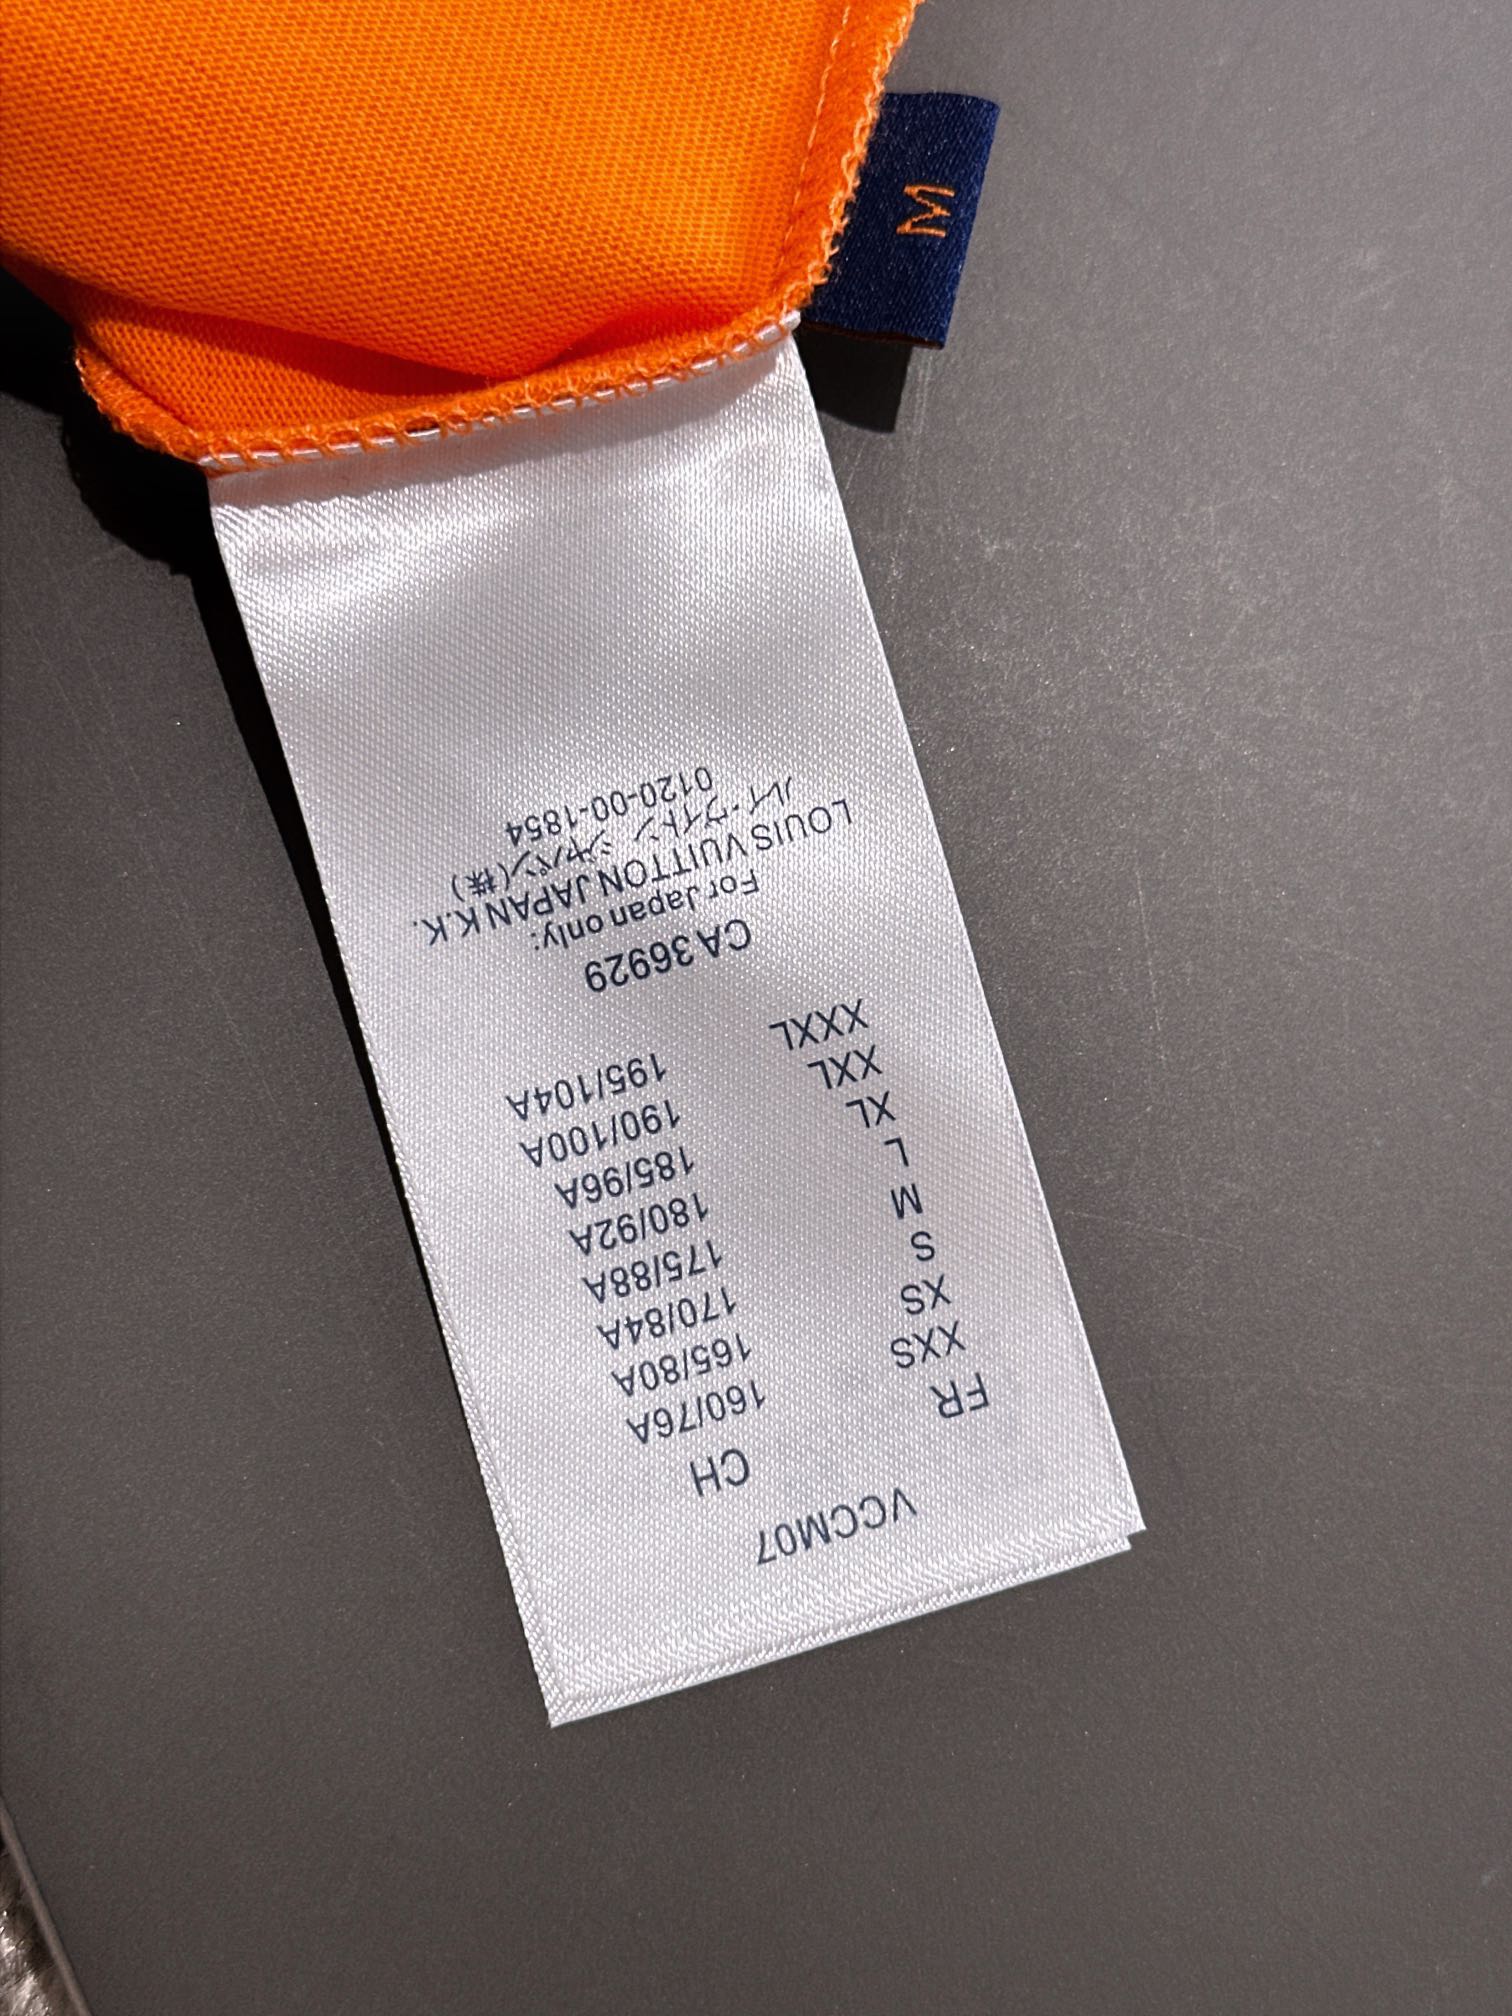 M
VCCM07
FR CH
XXS 160/76A
XS 165/80A
S 170/84A
M 175/88A
L 180/92A
XL 185/96A
XXL 190/100A
XXXL 195/104A
CA 36929
For Japan only:
LOUIS VUITTON JAPAN K.K.
ルイ・ヴィトン ジャパン(株)
0120-00-1854